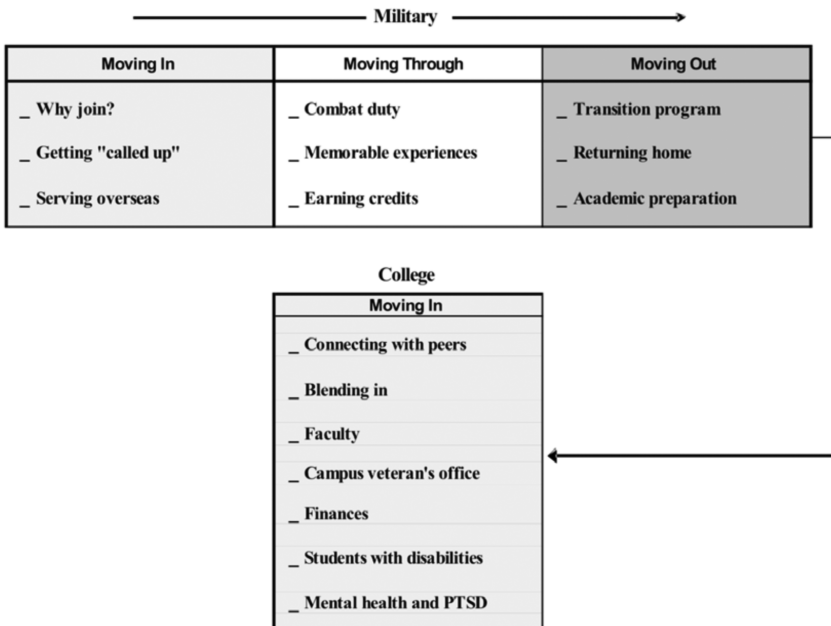 Military
Moving In
Moving Through
Moving Out
_ Why join?
_ Combat duty
_ Transition program
_ Getting "called up"
_ Memorable experiences
_ Returning home
_ Serving overseas
_ Earning credits
_ Academic preparation
College
Moving In
_ Connecting with peers
_ Blending in
_ Faculty
_ Campus veteran's office
_ Finances
_ Students with disabilities
_ Mental health and PTSD